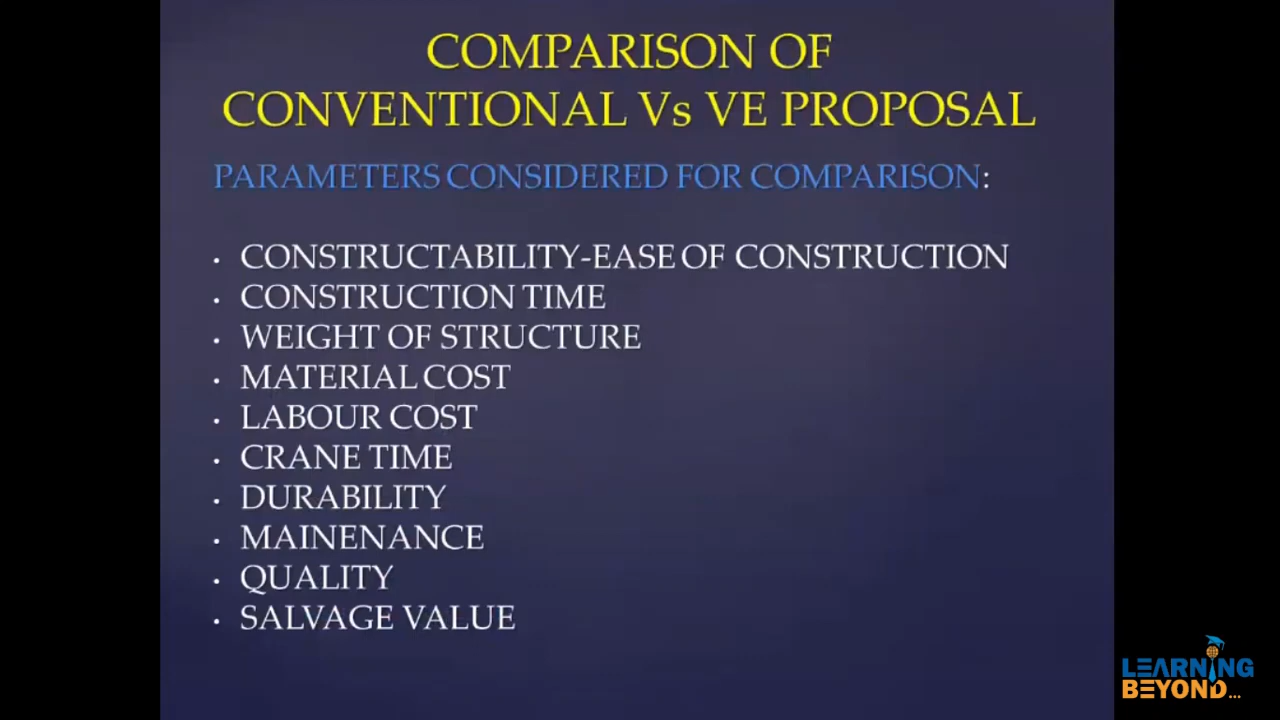 COMPARISON OF
CONVENTIONAL Vs VE PROPOSAL
PARAMETERS CONSIDERED FOR COMPARISON:
• CONSTRUCTABILITY-EASE OF CONSTRUCTION
• CONSTRUCTION TIME
• WEIGHT OF STRUCTURE
• MATERIAL COST
• LABOUR COST
• CRANE TIME
• DURABILITY
• MAINENANCE
• QUALITY
• SALVAGE VALUE
LEARNING
BEYOND...